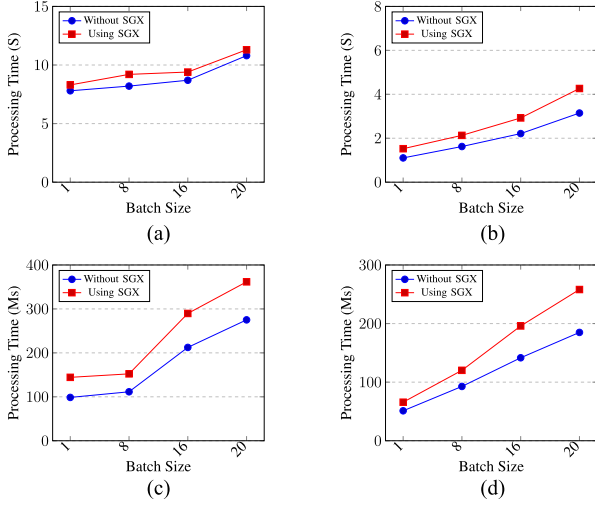 15
10
5
0
Processing Time (S)
Without SGX
Using SGX
1
8
16
20
Batch Size
(a)
8
6
4
2
0
Processing Time (S)
Without SGX
Using SGX
1
8
16
20
Batch Size
(b)
400
300
200
100
0
Processing Time (Ms)
Without SGX
Using SGX
1
8
16
20
Batch Size
(c)
300
200
100
0
Processing Time (Ms)
Without SGX
Using SGX
1
8
16
20
Batch Size
(d)